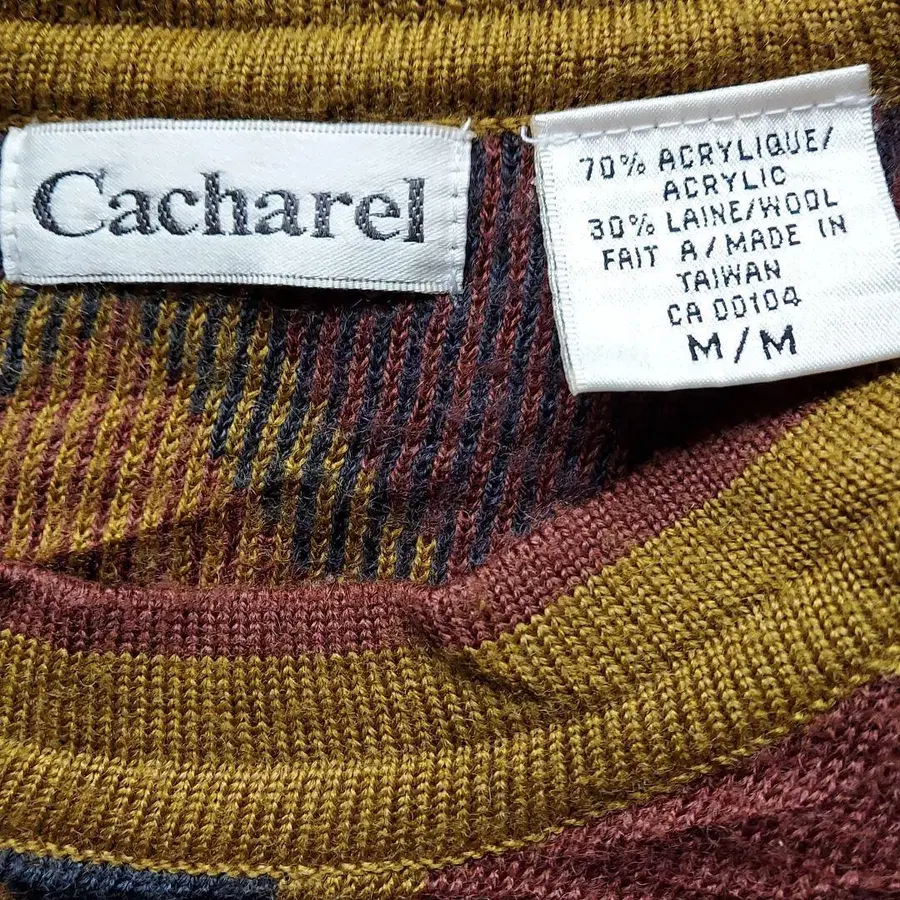 Cacharel
70% ACRYLIQUE/
ACRYLIC
30% LAINE/WOOL
FAIT A/MADE IN
TAIWAN
CA 00104
M/M